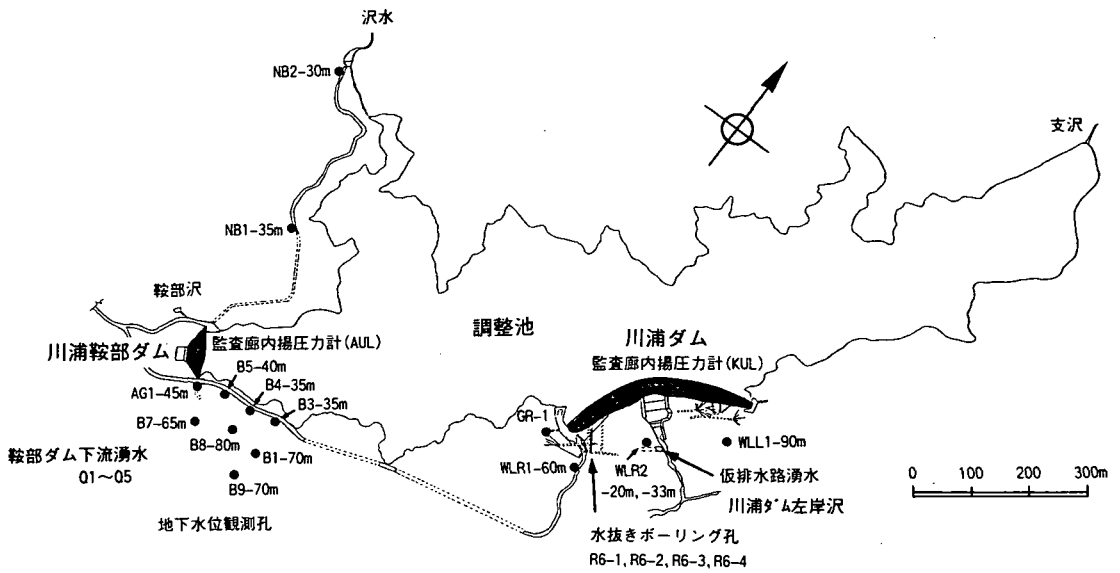 沢水
NB2-30m
支沢
NB1-35m
鞍部沢
調整池
川浦ダム
川浦鞍部ダム
監査廊内揚圧力計(AUL)
監査廊内揚圧力計(KUL)
B5-40m
B4-35m
AG1-45m
B3-35m
GR-1
B7-65m
B8-80m
WLL1-90m
鞍部ダム下流湧水
Q1～Q5
B1-70m
WLR1-60m
WLR2
-20m, -33m
仮排水路湧水
B9-70m
川浦ダム左岸沢
0 100 200 300m
地下水位観測孔
水抜きボーリング孔
R6-1, R6-2, R6-3, R6-4